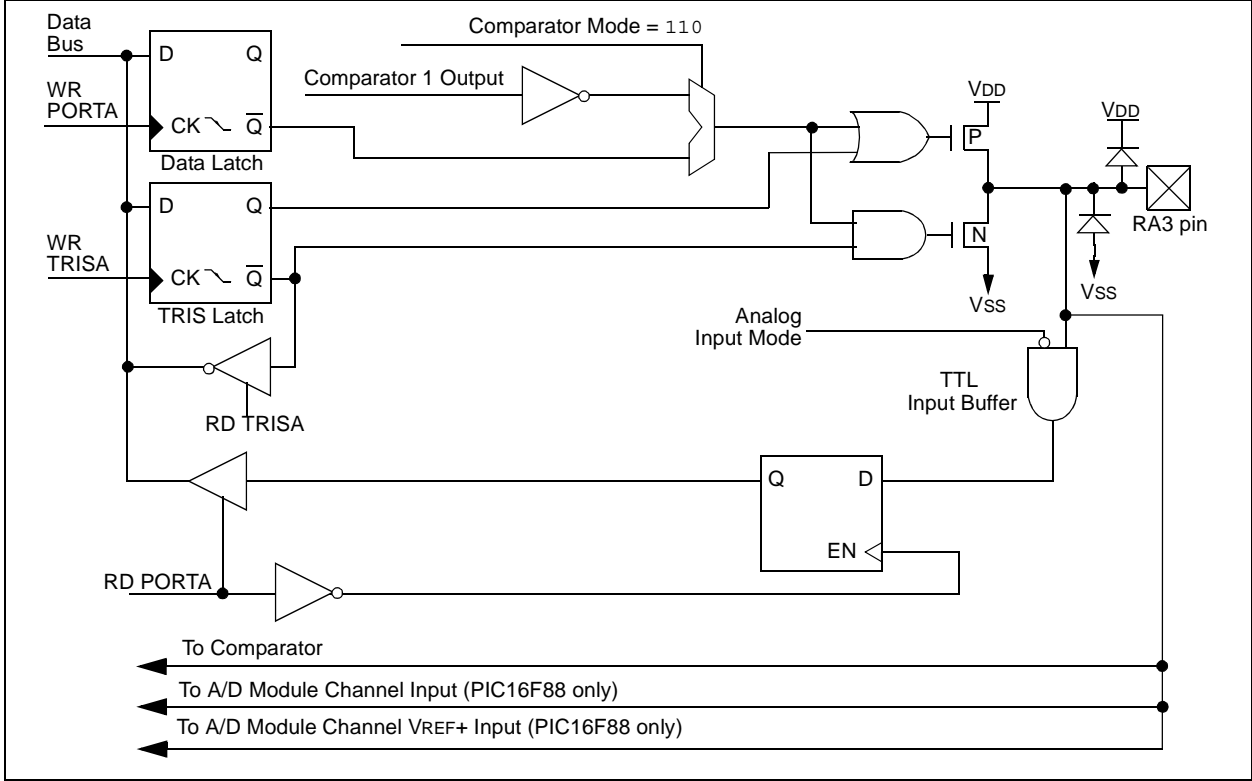 Data
Bus
Comparator Mode = 110
D Q
Comparator 1 Output
WR
PORTA
CK Q
Data Latch
VDD
P
VDD
D Q
RA3 pin
WR
TRISA
N
CK Q
TRIS Latch
VSS
VSS
Analog
Input Mode
TTL
Input Buffer
RD TRISA
Q D
EN
RD PORTA
To Comparator
To A/D Module Channel Input (PIC16F88 only)
To A/D Module Channel VREF+ Input (PIC16F88 only)